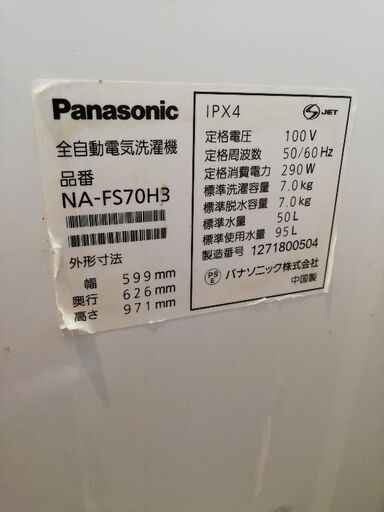 Panasonic
全自動電気洗濯機
品番
NA-FS70H3
外形寸法
幅 599mm
奥行 626mm
高さ 971mm
IPX4
S JET
定格電圧 100V
定格周波数 50/60Hz
定格消費電力 290W
標準洗濯容量 7.0kg
標準脱水容量 7.0kg
標準水量 50L
標準使用水量 95L
製造番号 1271800504
PS
E
パナソニック株式会社
中国製